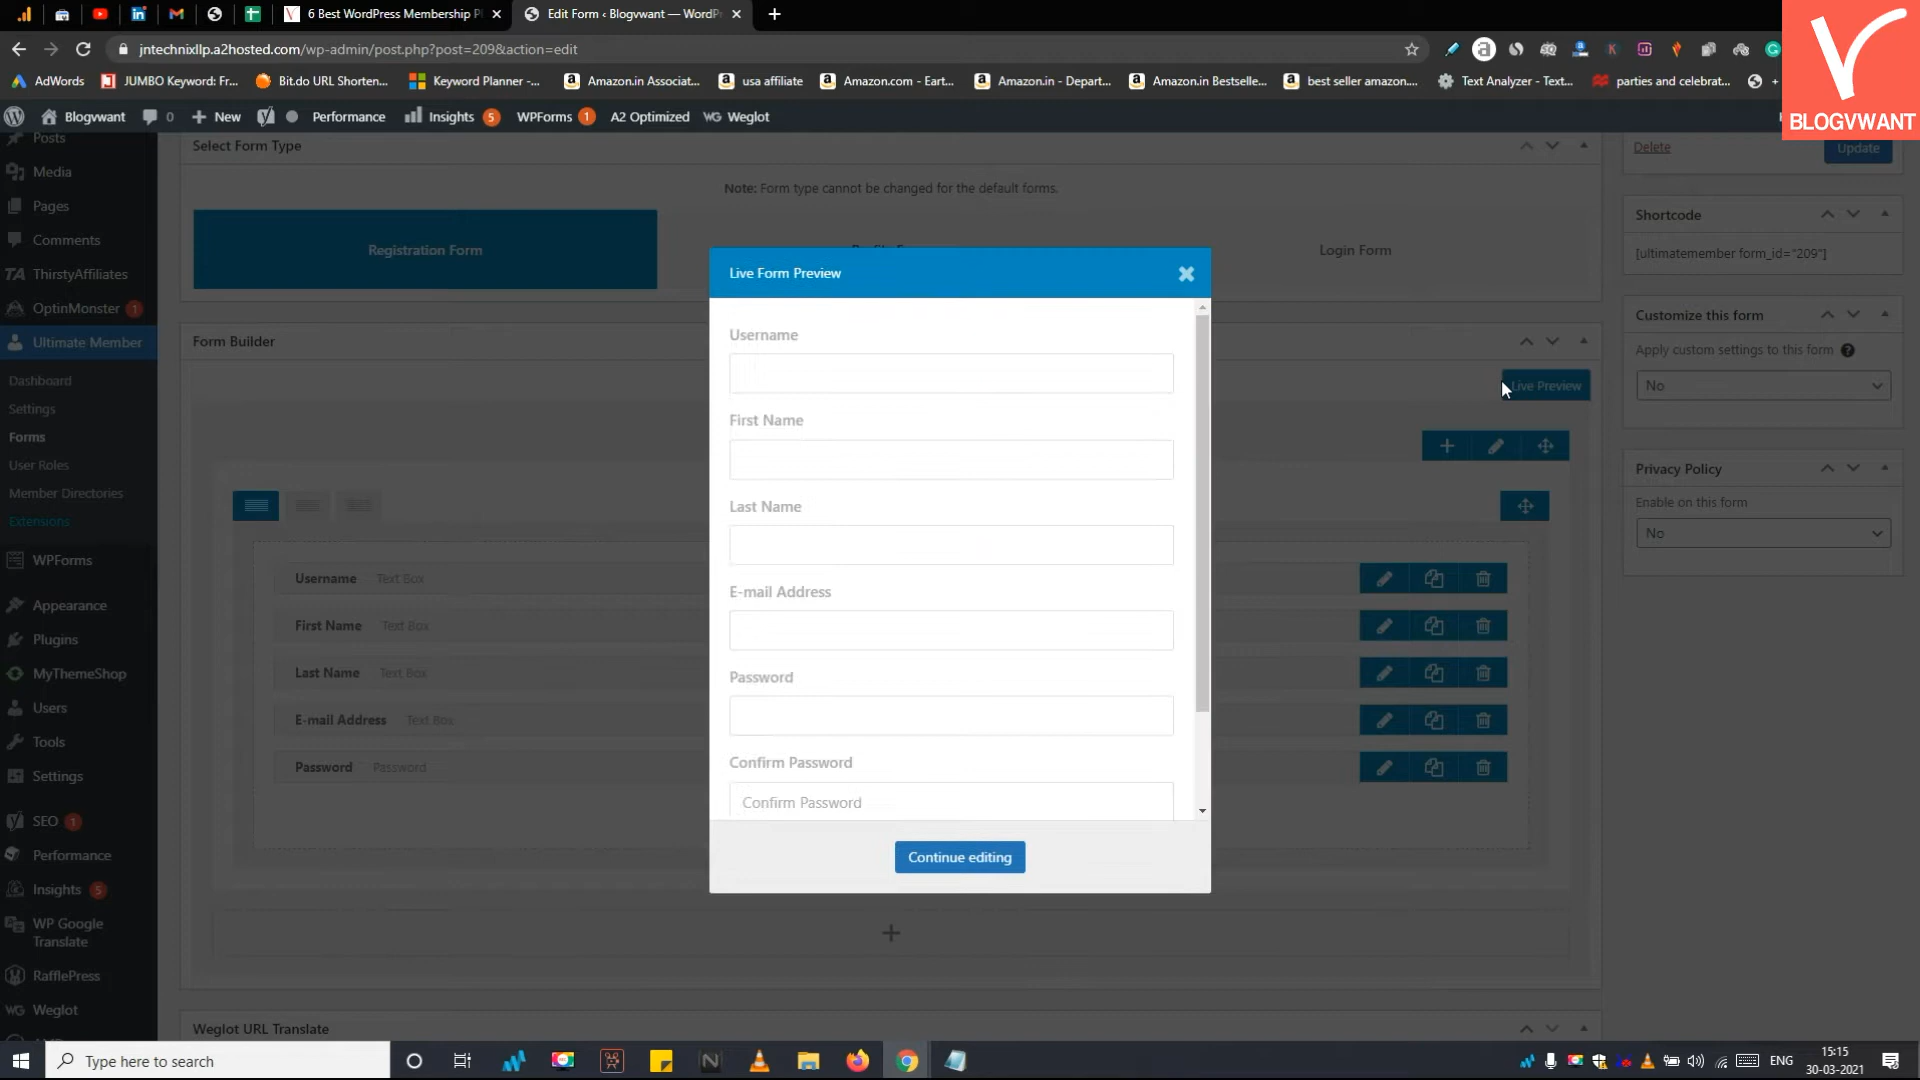 6 Best WordPress Membership Pl
Edit Form ‹ Blogvwant — WordPr
jntechnixllp.a2hosted.com/wp-admin/post.php?post=209&action=edit
AdWords
JUMBO Keyword: Fr...
Bit.do URL Shorten...
Keyword Planner -...
Amazon.in Associat...
usa affiliate
Amazon.com - Eart...
Amazon.in - Depart...
Amazon.in Bestselle...
best seller amazon....
Text Analyzer - Text...
parties and celebrat...
BLOGVWANT
Blogvwant
0
New
Performance
Insights 5
WPForms 1
A2 Optimized
Weglot
Posts
Media
Pages
Comments
ThirstyAffiliates
OptinMonster 1
Ultimate Member
Dashboard
Settings
Forms
User Roles
Member Directories
Extensions
WPForms
Appearance
Plugins
MyThemeShop
Users
Tools
Settings
SEO 1
Performance
Insights 5
WP Google
Translate
RafflePress
Weglot
Select Form Type
Note: Form type cannot be changed for the default forms.
Registration Form
Login Form
Form Builder
Live Preview
Username Text Box
First Name Text Box
Last Name Text Box
E-mail Address Text Box
Password Password
Weglot URL Translate
Live Form Preview
Username
First Name
Last Name
E-mail Address
Password
Confirm Password
Confirm Password
Continue editing
Delete
Update
Shortcode
[ultimatemember form_id="209"]
Customize this form
Apply custom settings to this form
No
Privacy Policy
Enable on this form
No
Type here to search
ENG
15:15
30-03-2021